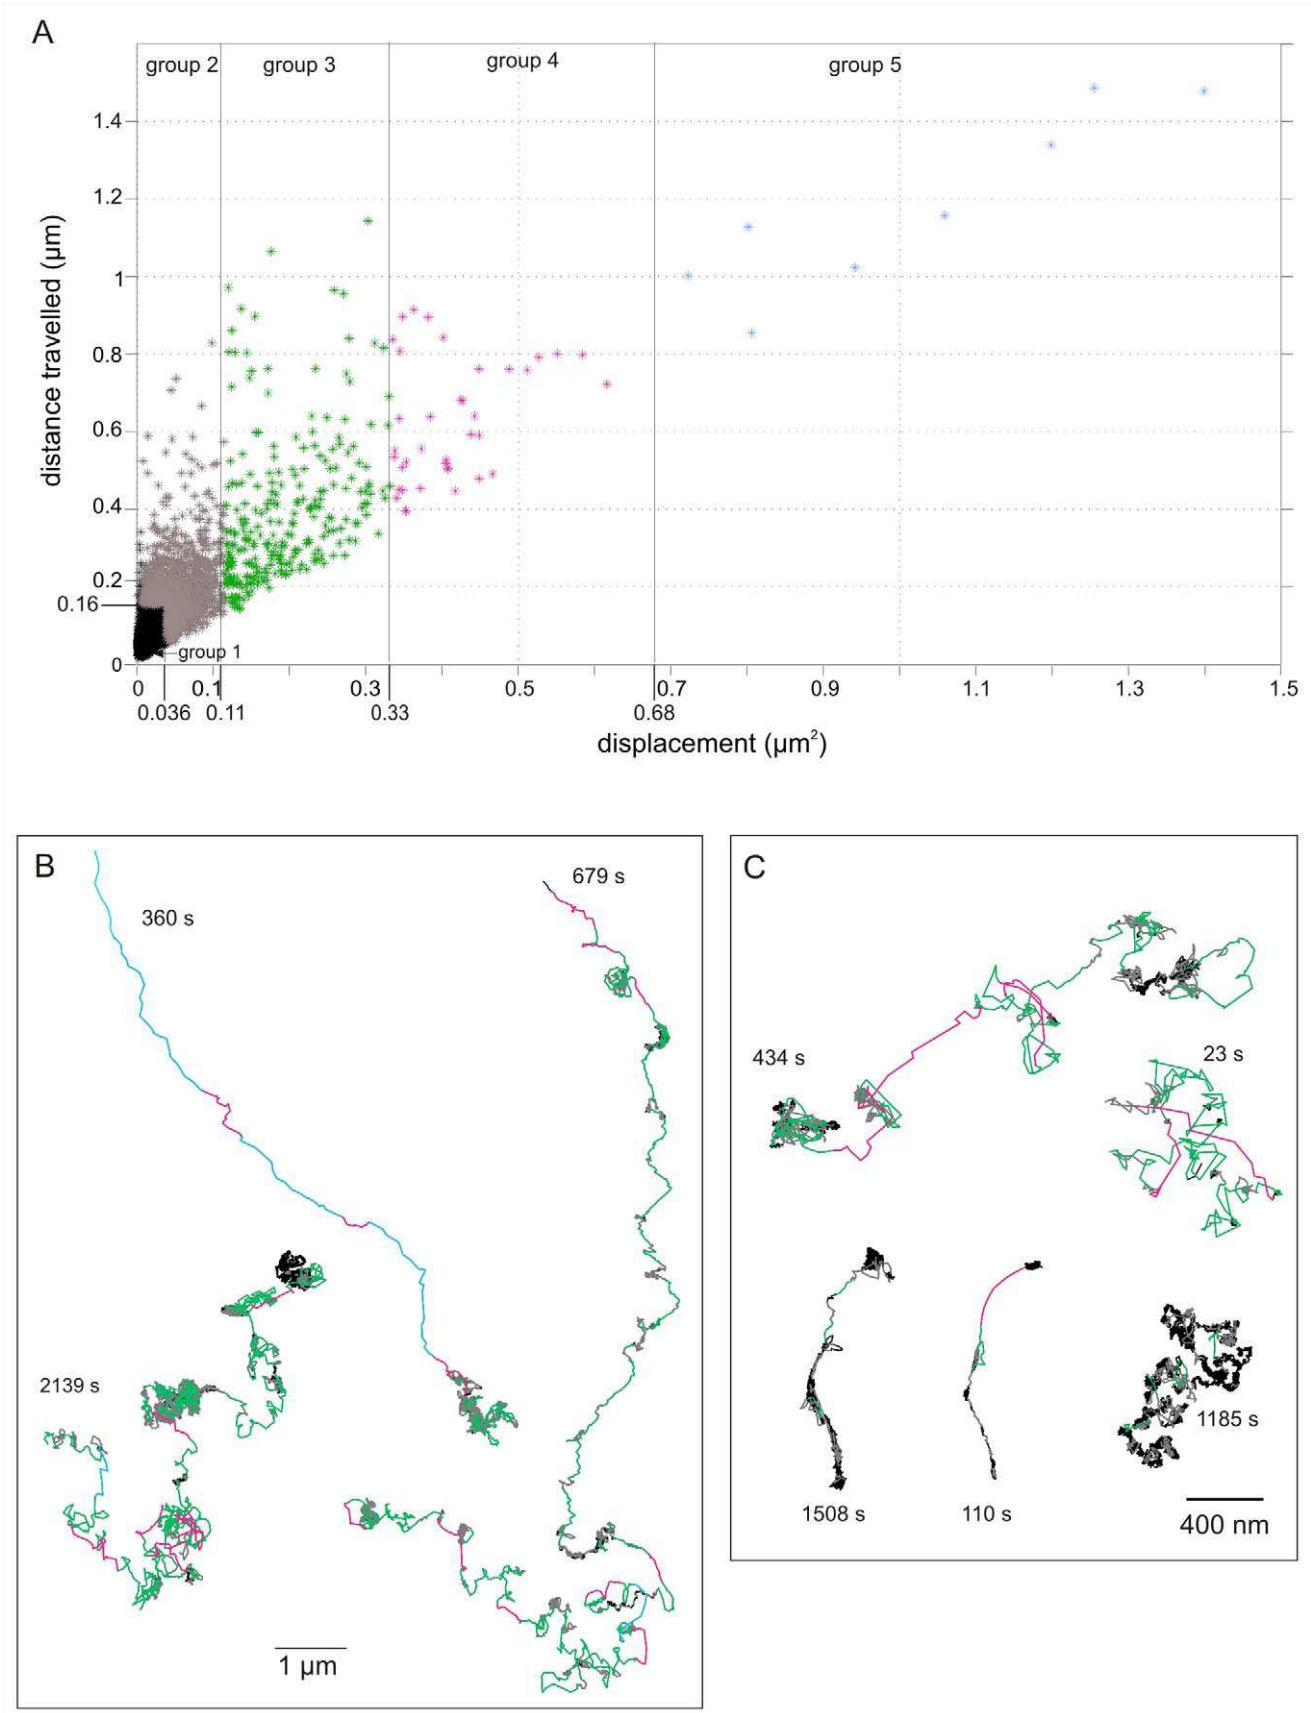 A
group 2 group 3 group 4 group 5
1.4
1.2
1
0.8
0.6
0.4
0.2
0.16
0
distance travelled (µm)
group 1
0 0.1 0.3 0.5 0.7 0.9 1.1 1.3 1.5
0.036 0.11 0.33 0.68
displacement (µm²)
B
360 s
679 s
2139 s
1 µm
C
434 s
23 s
1508 s
110 s
1185 s
400 nm